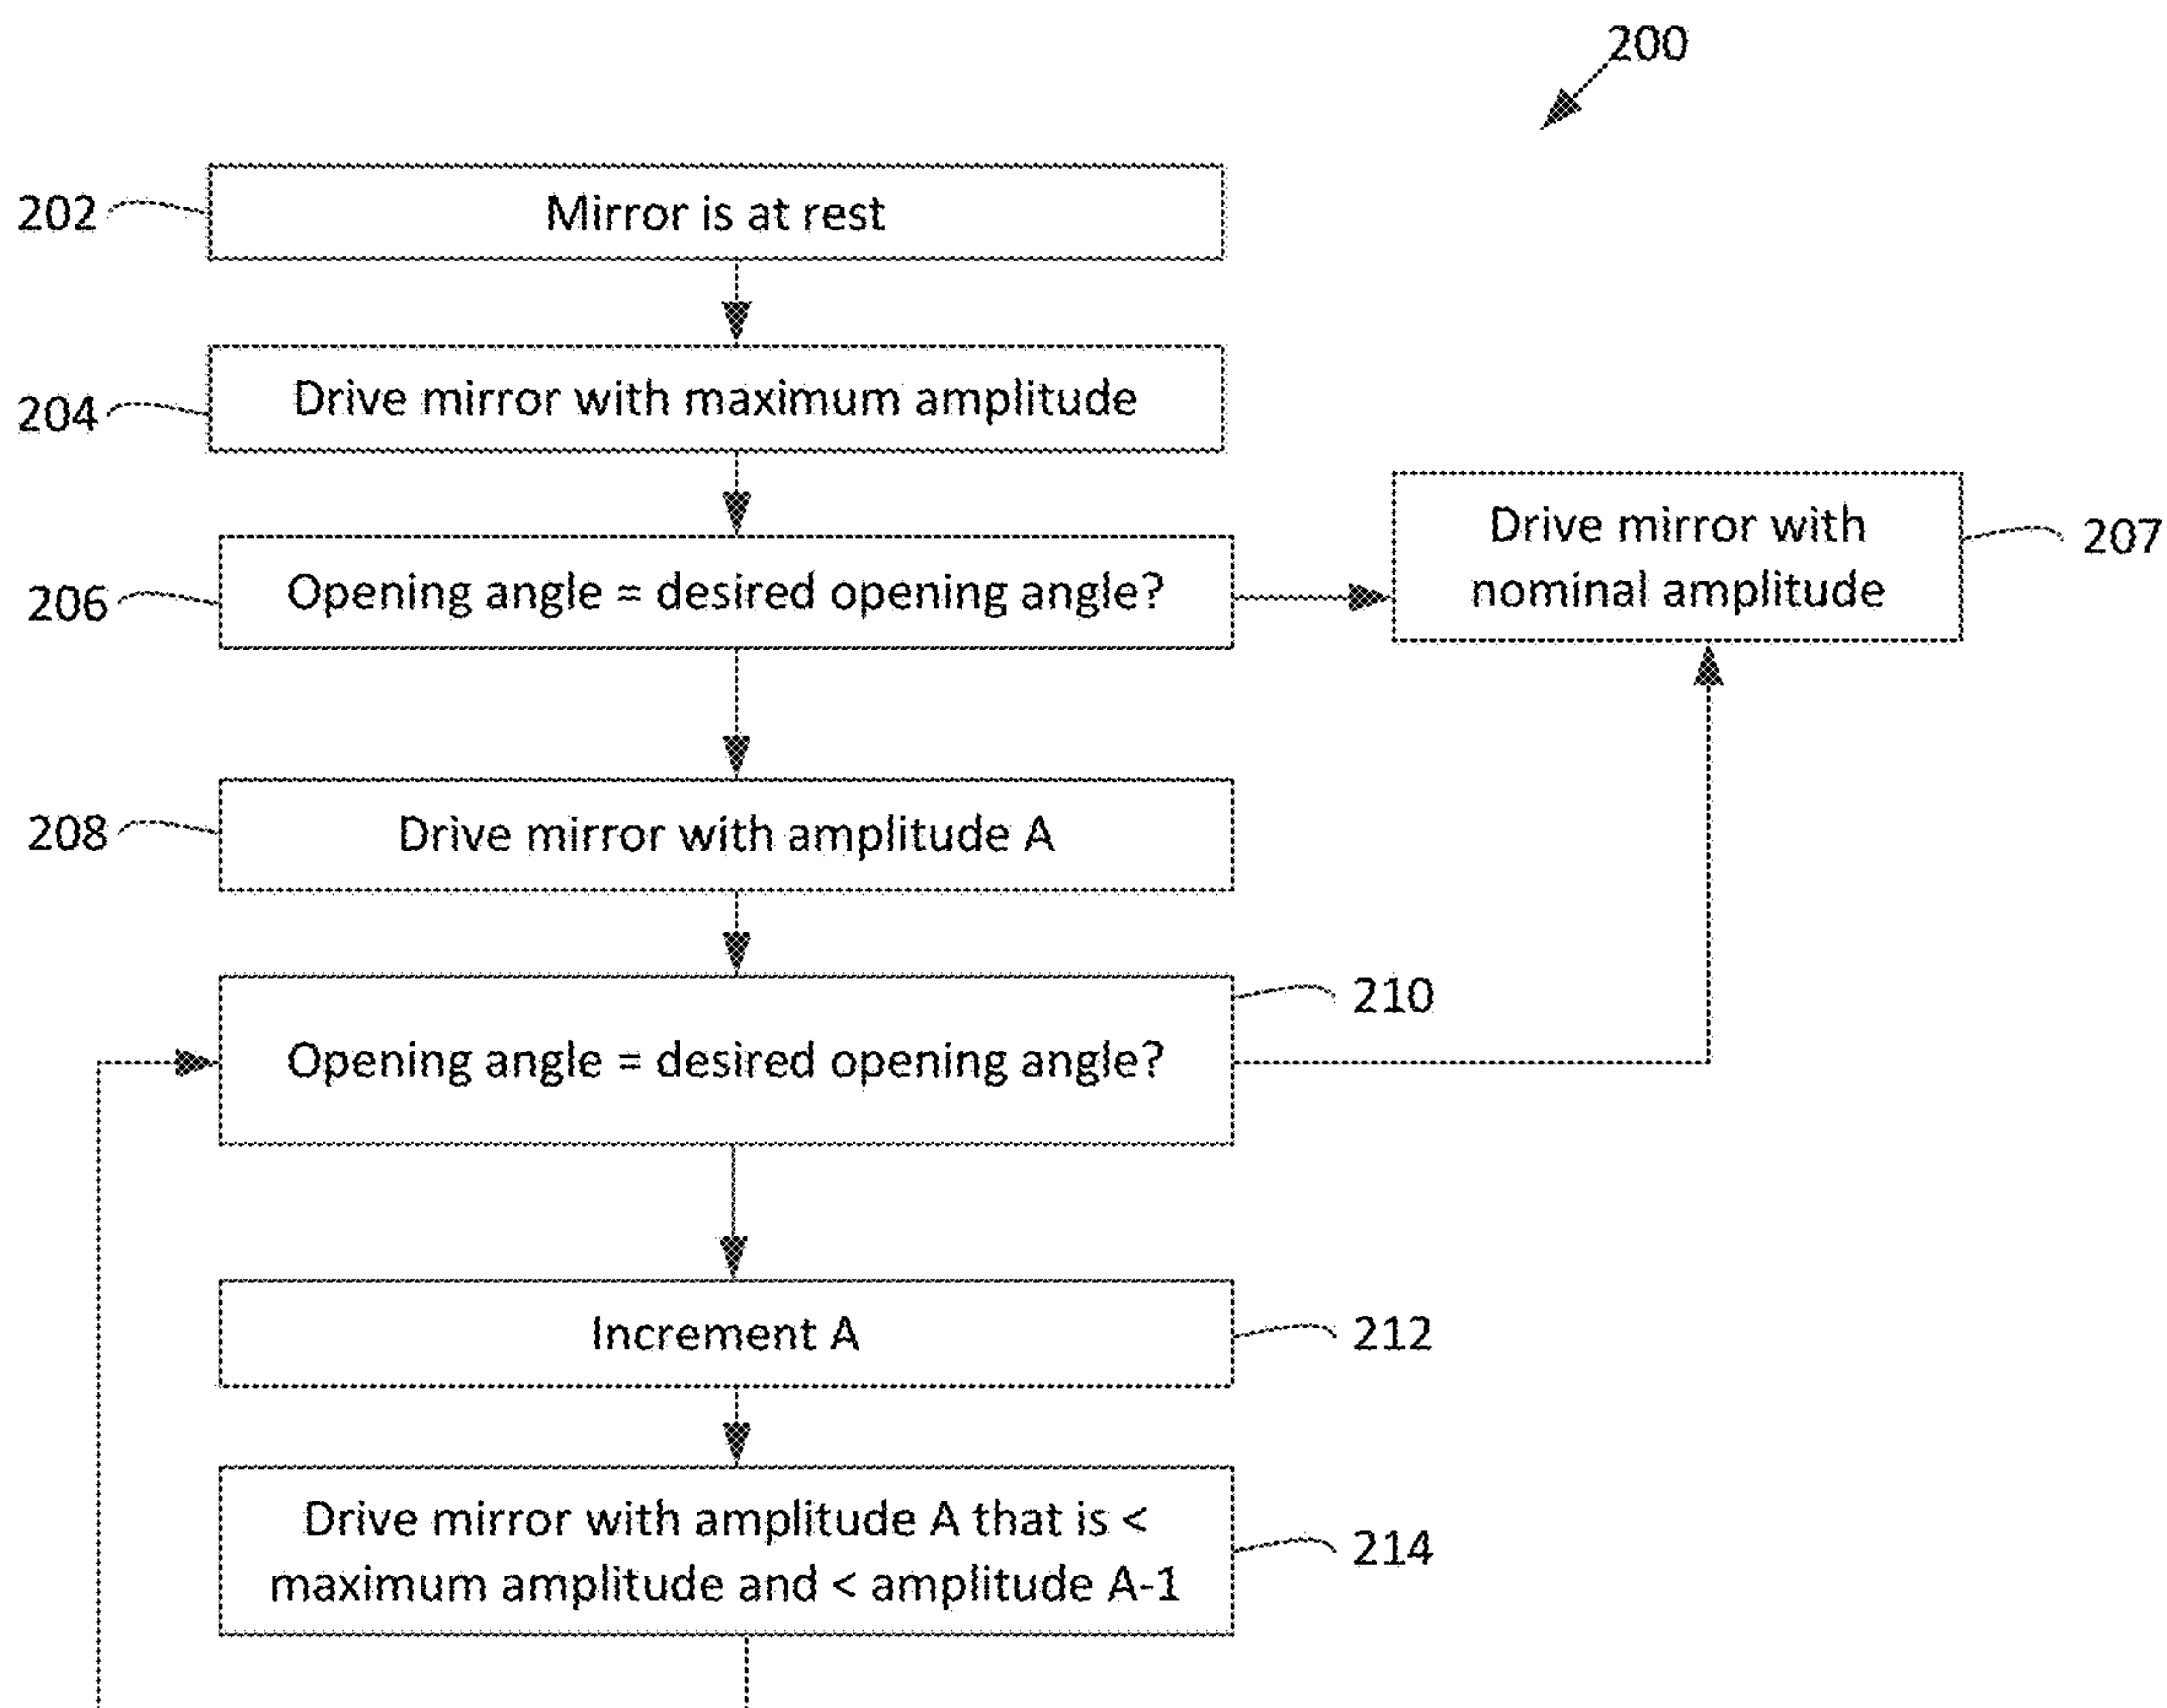 200
202
Mirror is at rest
204
Drive mirror with maximum amplitude
206
Opening angle = desired opening angle?
Drive mirror with
nominal amplitude
207
208
Drive mirror with amplitude A
210
Opening angle = desired opening angle?
Increment A
212
Drive mirror with amplitude A that is <
maximum amplitude and < amplitude A-1
214